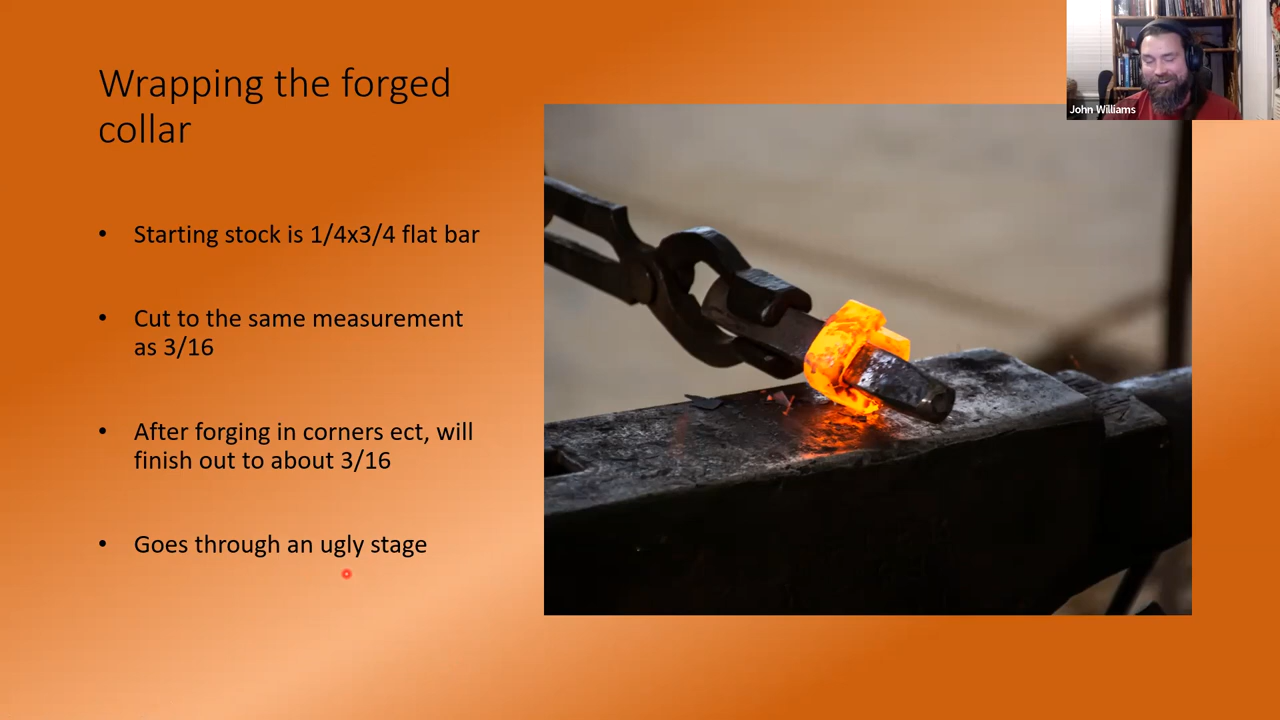 Wrapping the forged
collar
• Starting stock is 1/4x3/4 flat bar
• Cut to the same measurement
as 3/16
• After forging in corners ect, will
finish out to about 3/16
• Goes through an ugly stage
John Williams